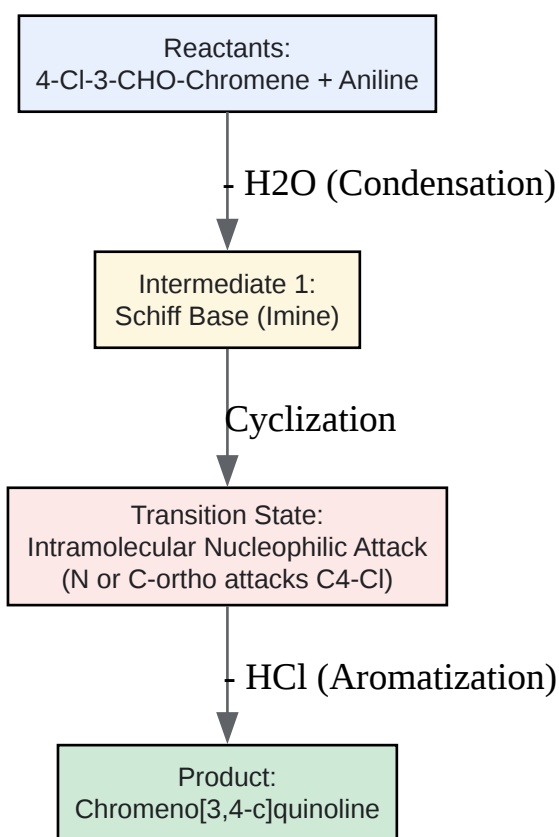 Reactants:
4-Cl-3-CHO-Chromene + Aniline
- H2O (Condensation)
Intermediate 1:
Schiff Base (Imine)
Cyclization
Transition State:
Intramolecular Nucleophilic Attack
(N or C-ortho attacks C4-Cl)
- HCl (Aromatization)
Product:
Chromeno[3,4-c]quinoline